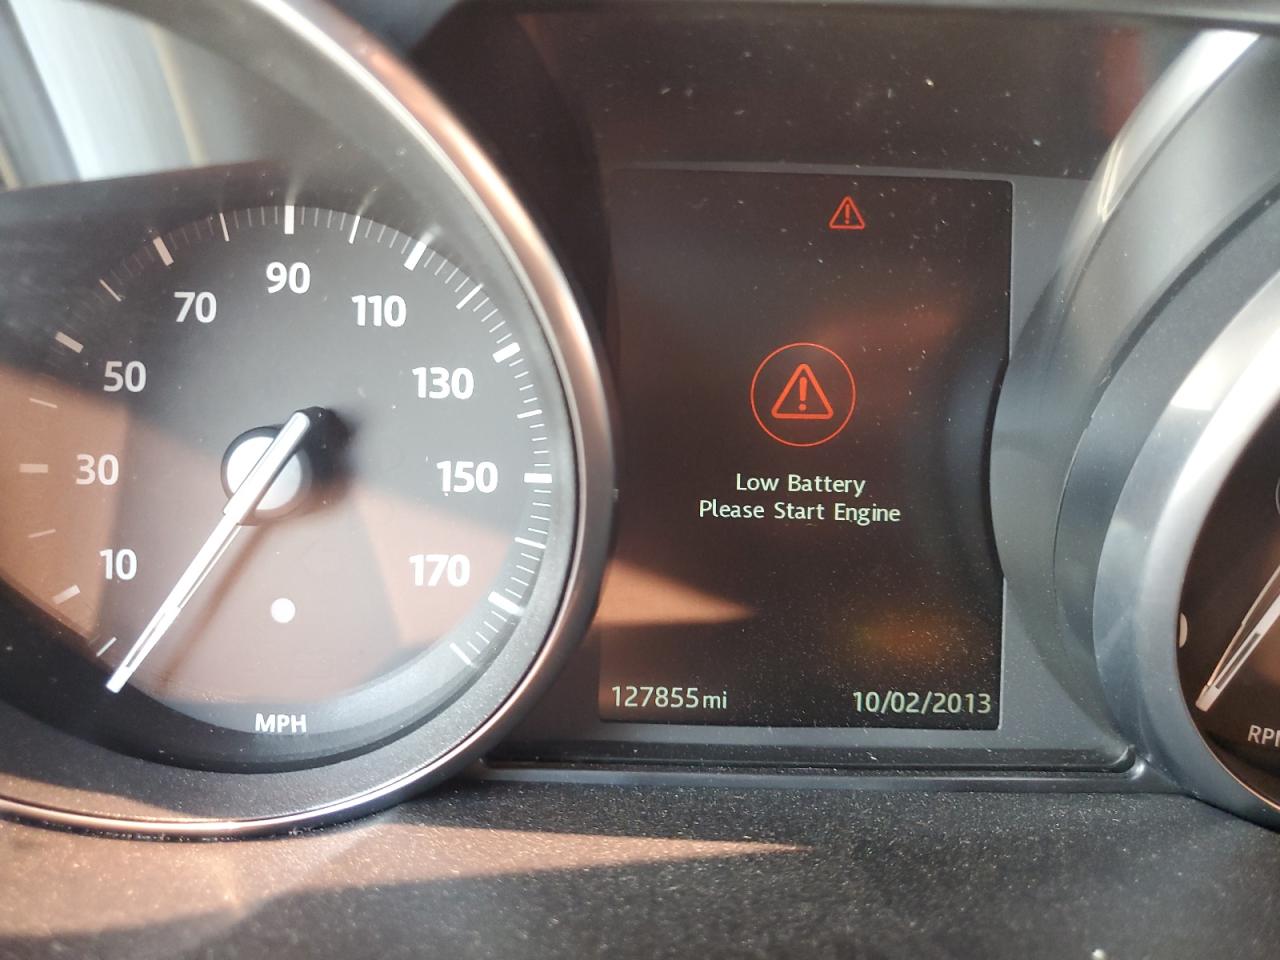 10
30
50
70
90
110
130
150
170
MPH
Low Battery
Please Start Engine
127855mi
10/02/2013